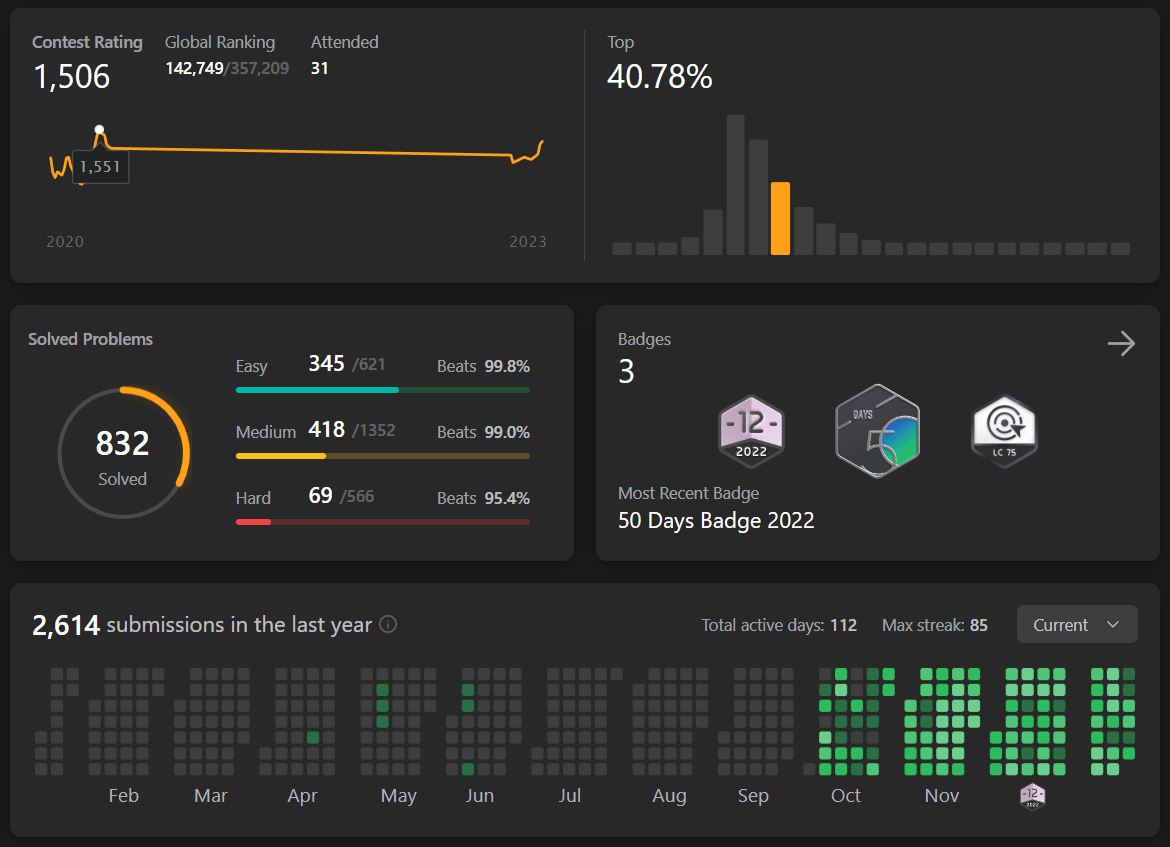 Contest Rating
1,506
Global Ranking
142,749/357,209
Attended
31
1,551
2020
2023
Top
40.78%
Solved Problems
832
Solved
Easy 345 /621 Beats 99.8%
Medium 418 /1352 Beats 99.0%
Hard 69 /566 Beats 95.4%
Badges
3
-12-
2022
DAYS
50
LC 75
Most Recent Badge
50 Days Badge 2022
2,614 submissions in the last year
Total active days: 112 Max streak: 85 Current
Feb Mar Apr May Jun Jul Aug Sep Oct Nov
-12-
2022